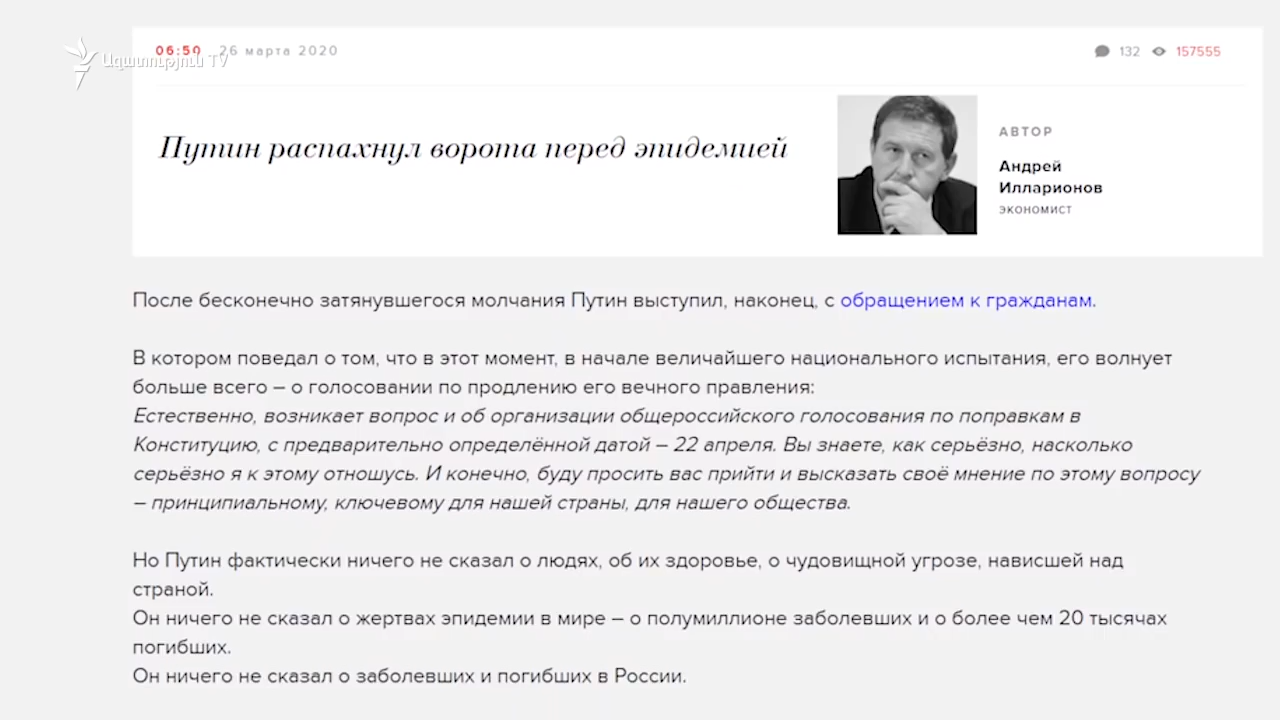 06:50 26 марта 2020
132 157555
Ազատություն TV
Путин распахнул ворота перед эпидемией
АВТОР
Андрей
Илларионов
ЭКОНОМИСТ
После бесконечно затянувшегося молчания Путин выступил, наконец, с обращением к гражданам.
В котором поведал о том, что в этот момент, в начале величайшего национального испытания, его волнует
больше всего – о голосовании по продлению его вечного правления:
Естественно, возникает вопрос и об организации общероссийского голосования по поправкам в
Конституцию, с предварительно определённой датой – 22 апреля. Вы знаете, как серьёзно, насколько
серьёзно я к этому отношусь. И конечно, буду просить вас прийти и высказать своё мнение по этому вопросу
– принципиальному, ключевому для нашей страны, для нашего общества.
Но Путин фактически ничего не сказал о людях, об их здоровье, о чудовищной угрозе, нависшей над
страной.
Он ничего не сказал о жертвах эпидемии в мире – о полумиллионе заболевших и о более чем 20 тысячах
погибших.
Он ничего не сказал о заболевших и погибших в России.